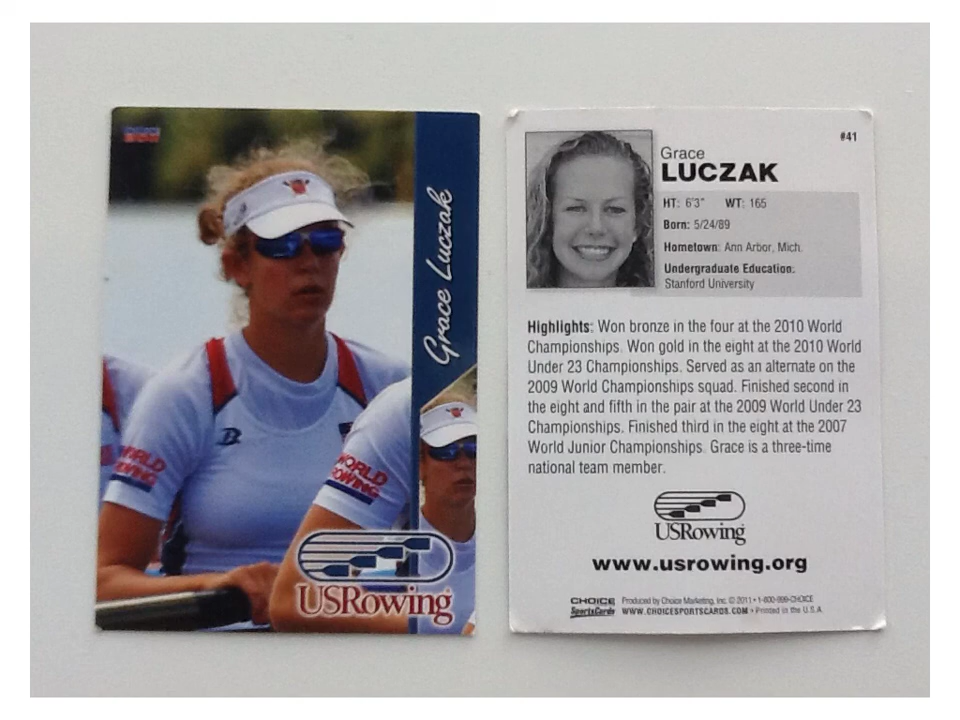 Grace Luczak
WORLD
ROWING
WORLD
ROWING
USRowing
#41
Grace
LUCZAK
HT: 6'3" WT: 165
Born: 5/24/89
Hometown: Ann Arbor, Mich.
Undergraduate Education:
Stanford University
Highlights: Won bronze in the four at the 2010 World
Championships. Won gold in the eight at the 2010 World
Under 23 Championships. Served as an alternate on the
2009 World Championships squad. Finished second in
the eight and fifth in the pair at the 2009 World Under 23
Championships. Finished third in the eight at the 2007
World Junior Championships. Grace is a three-time
national team member.
USRowing
www.usrowing.org
CHOICE
SportsCards
Produced by Choice Marketing, Inc. © 2011 • 1-800-999-CHOICE
WWW.CHOICESPORTSCARDS.COM • Printed in the U.S.A.